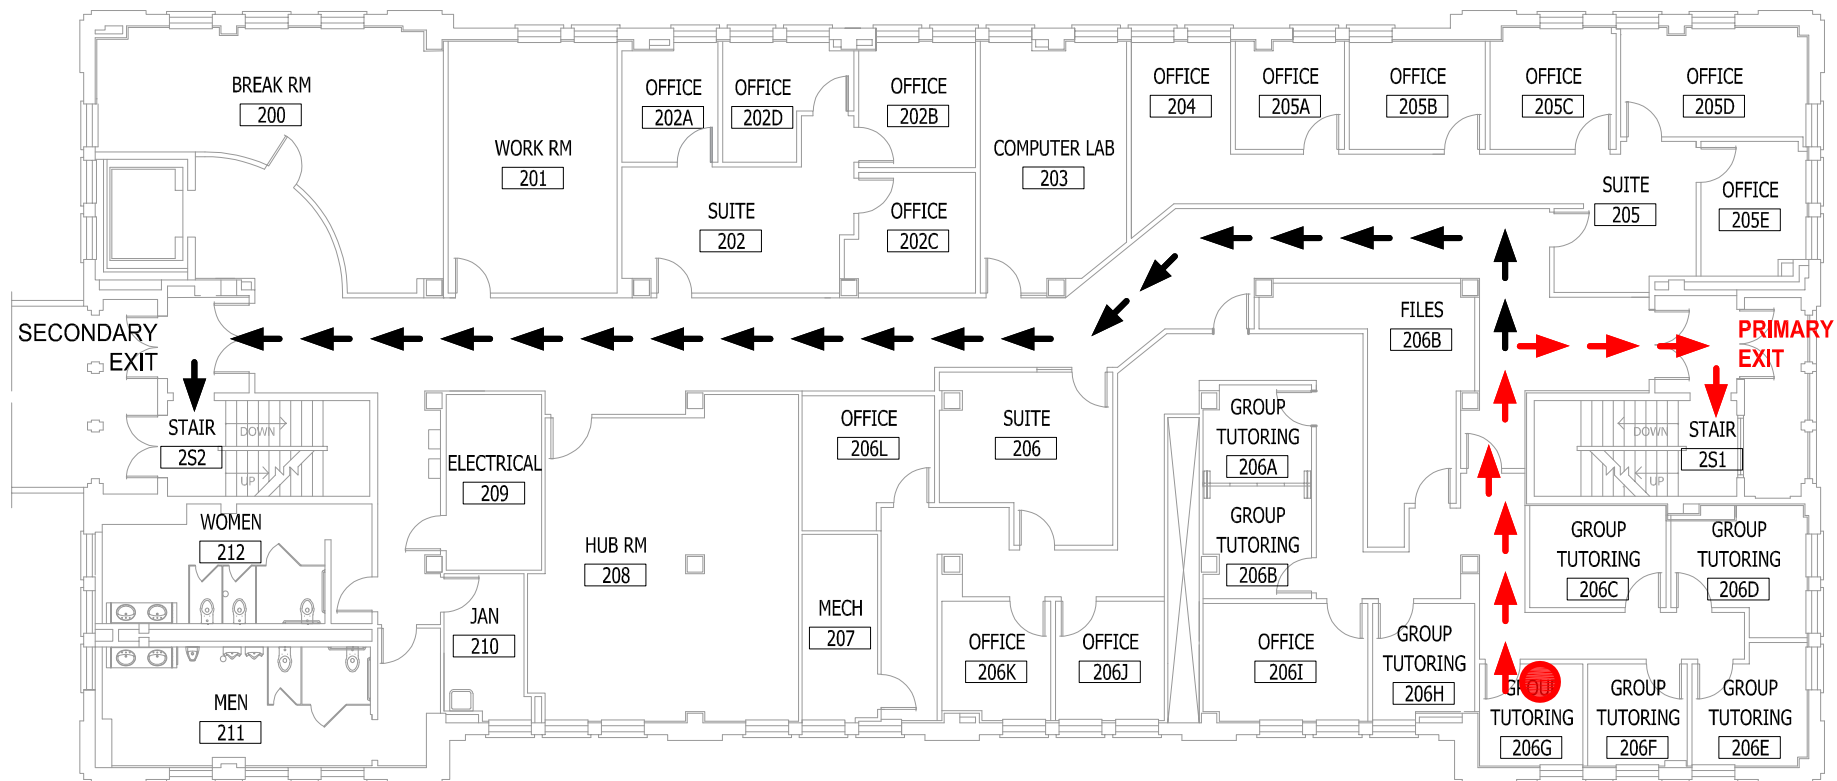 BREAK RM
200
WORK RM
201
OFFICE
202A
OFFICE
202D
OFFICE
202B
SUITE
202
OFFICE
202C
COMPUTER LAB
203
OFFICE
204
OFFICE
205A
OFFICE
205B
OFFICE
205C
OFFICE
205D
SUITE
205
OFFICE
205E
SECONDARY
EXIT
FILES
206B
PRIMARY
EXIT
STAIR
2S2
DOWN
UP
ELECTRICAL
209
OFFICE
206L
SUITE
206
GROUP
TUTORING
206A
GROUP
TUTORING
206B
DOWN
UP
STAIR
2S1
WOMEN
212
HUB RM
208
GROUP
TUTORING
206C
GROUP
TUTORING
206D
JAN
210
MECH
207
OFFICE
206K
OFFICE
206J
OFFICE
206I
GROUP
TUTORING
206H
MEN
211
GROUP
TUTORING
206G
GROUP
TUTORING
206F
GROUP
TUTORING
206E